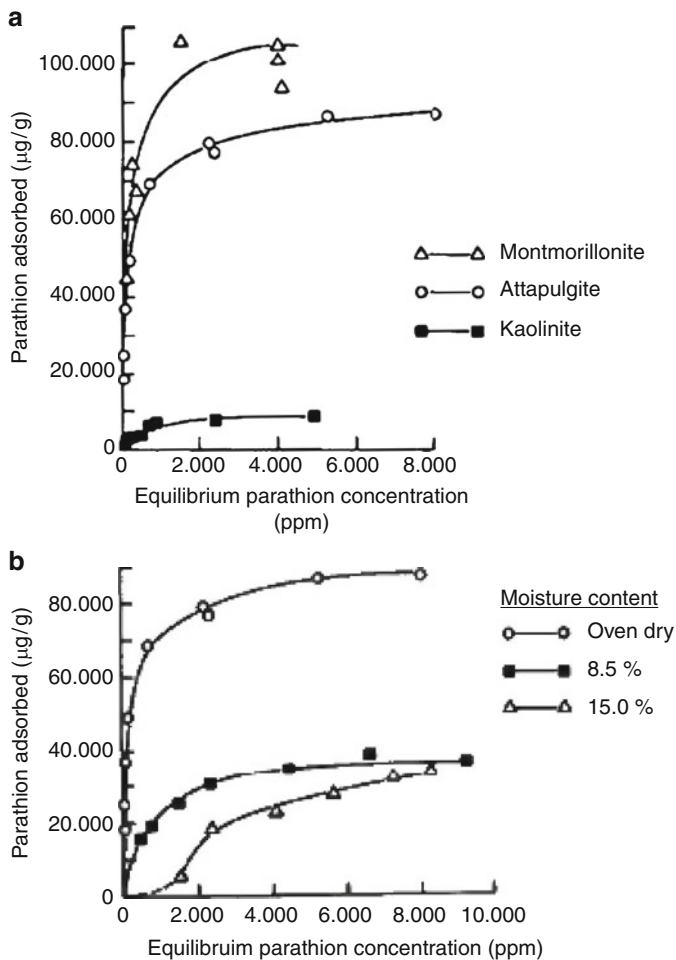 a
Parathion adsorbed (µg/g)
100.000
80.000
60.000
40.000
20.000
0
0 2.000 4.000 6.000 8.000
Equilibrium parathion concentration
(ppm)
Montmorillonite
Attapulgite
Kaolinite
b
Parathion adsorbed (µg/g)
80.000
60.000
40.000
20.000
0
0 2.000 4.000 6.000 8.000 10.000
Equilibruim parathion concentration (ppm)
Moisture content
Oven dry
8.5 %
15.0 %